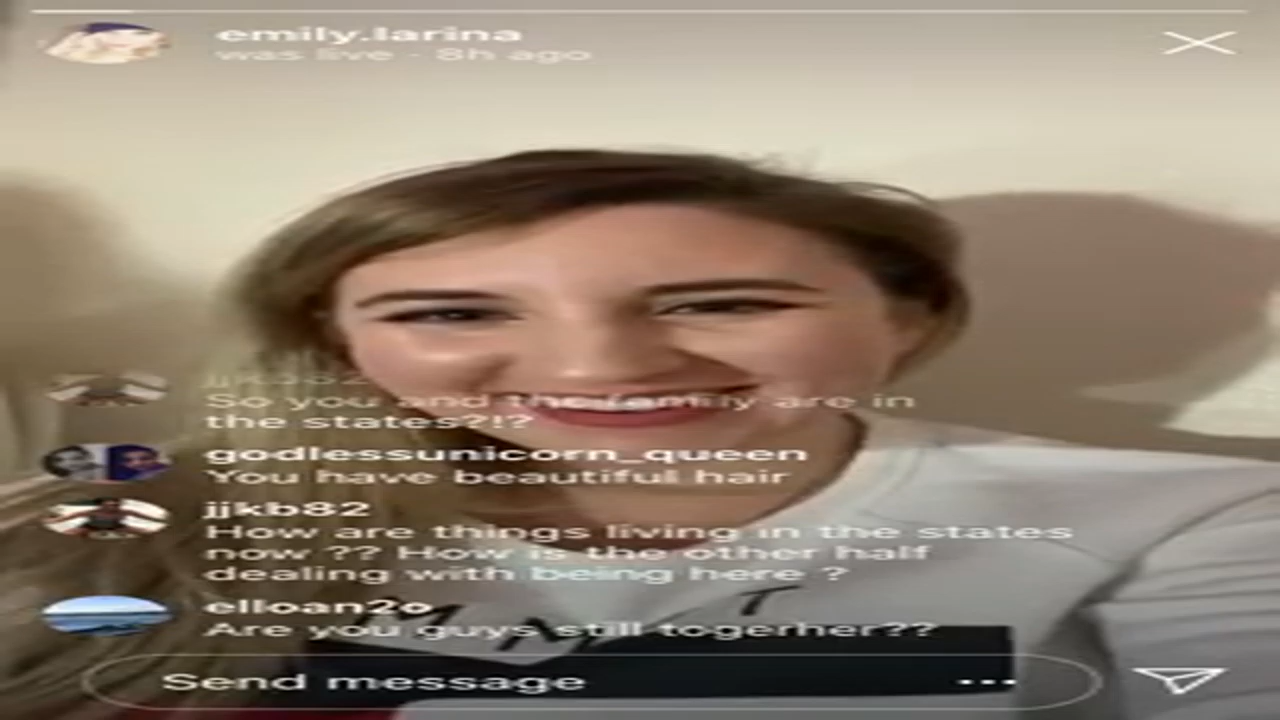 emily.larina
was live · 8h ago
jjkb82
So you and the family are in
the states?!?
godlessunicorn_queen
You have beautiful hair
jjkb82
How are things living in the states
now ?? How is the other half
dealing with being here ?
elloan2o
Are you guys still togerher??
Send message